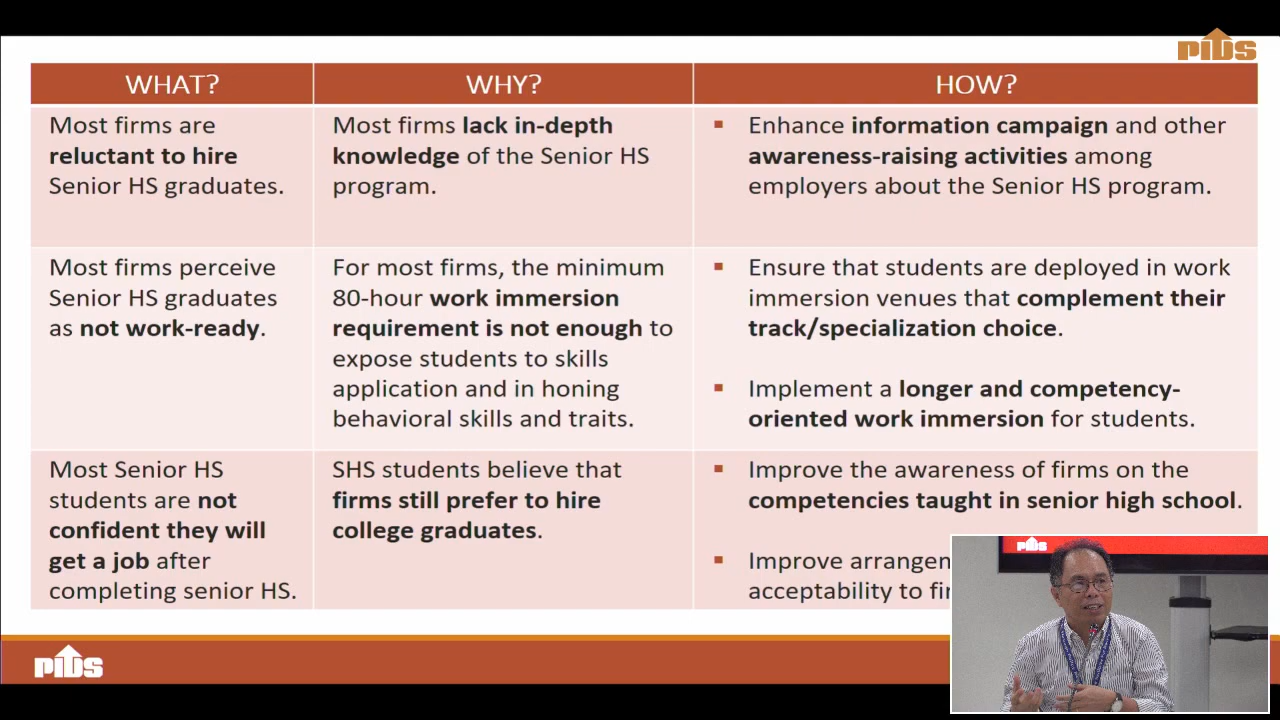 PIDS
WHAT?
WHY?
HOW?
Most firms are
reluctant to hire
Senior HS graduates.
Most firms lack in-depth
knowledge of the Senior HS
program.
▪ Enhance information campaign and other
awareness-raising activities among
employers about the Senior HS program.
Most firms perceive
Senior HS graduates
as not work-ready.
For most firms, the minimum
80-hour work immersion
requirement is not enough to
expose students to skills
application and in honing
behavioral skills and traits.
▪ Ensure that students are deployed in work
immersion venues that complement their
track/specialization choice.
▪ Implement a longer and competency-
oriented work immersion for students.
Most Senior HS
students are not
confident they will
get a job after
completing senior HS.
SHS students believe that
firms still prefer to hire
college graduates.
▪ Improve the awareness of firms on the
competencies taught in senior high school.
▪ Improve
acceptability to
PIDS
PIDS